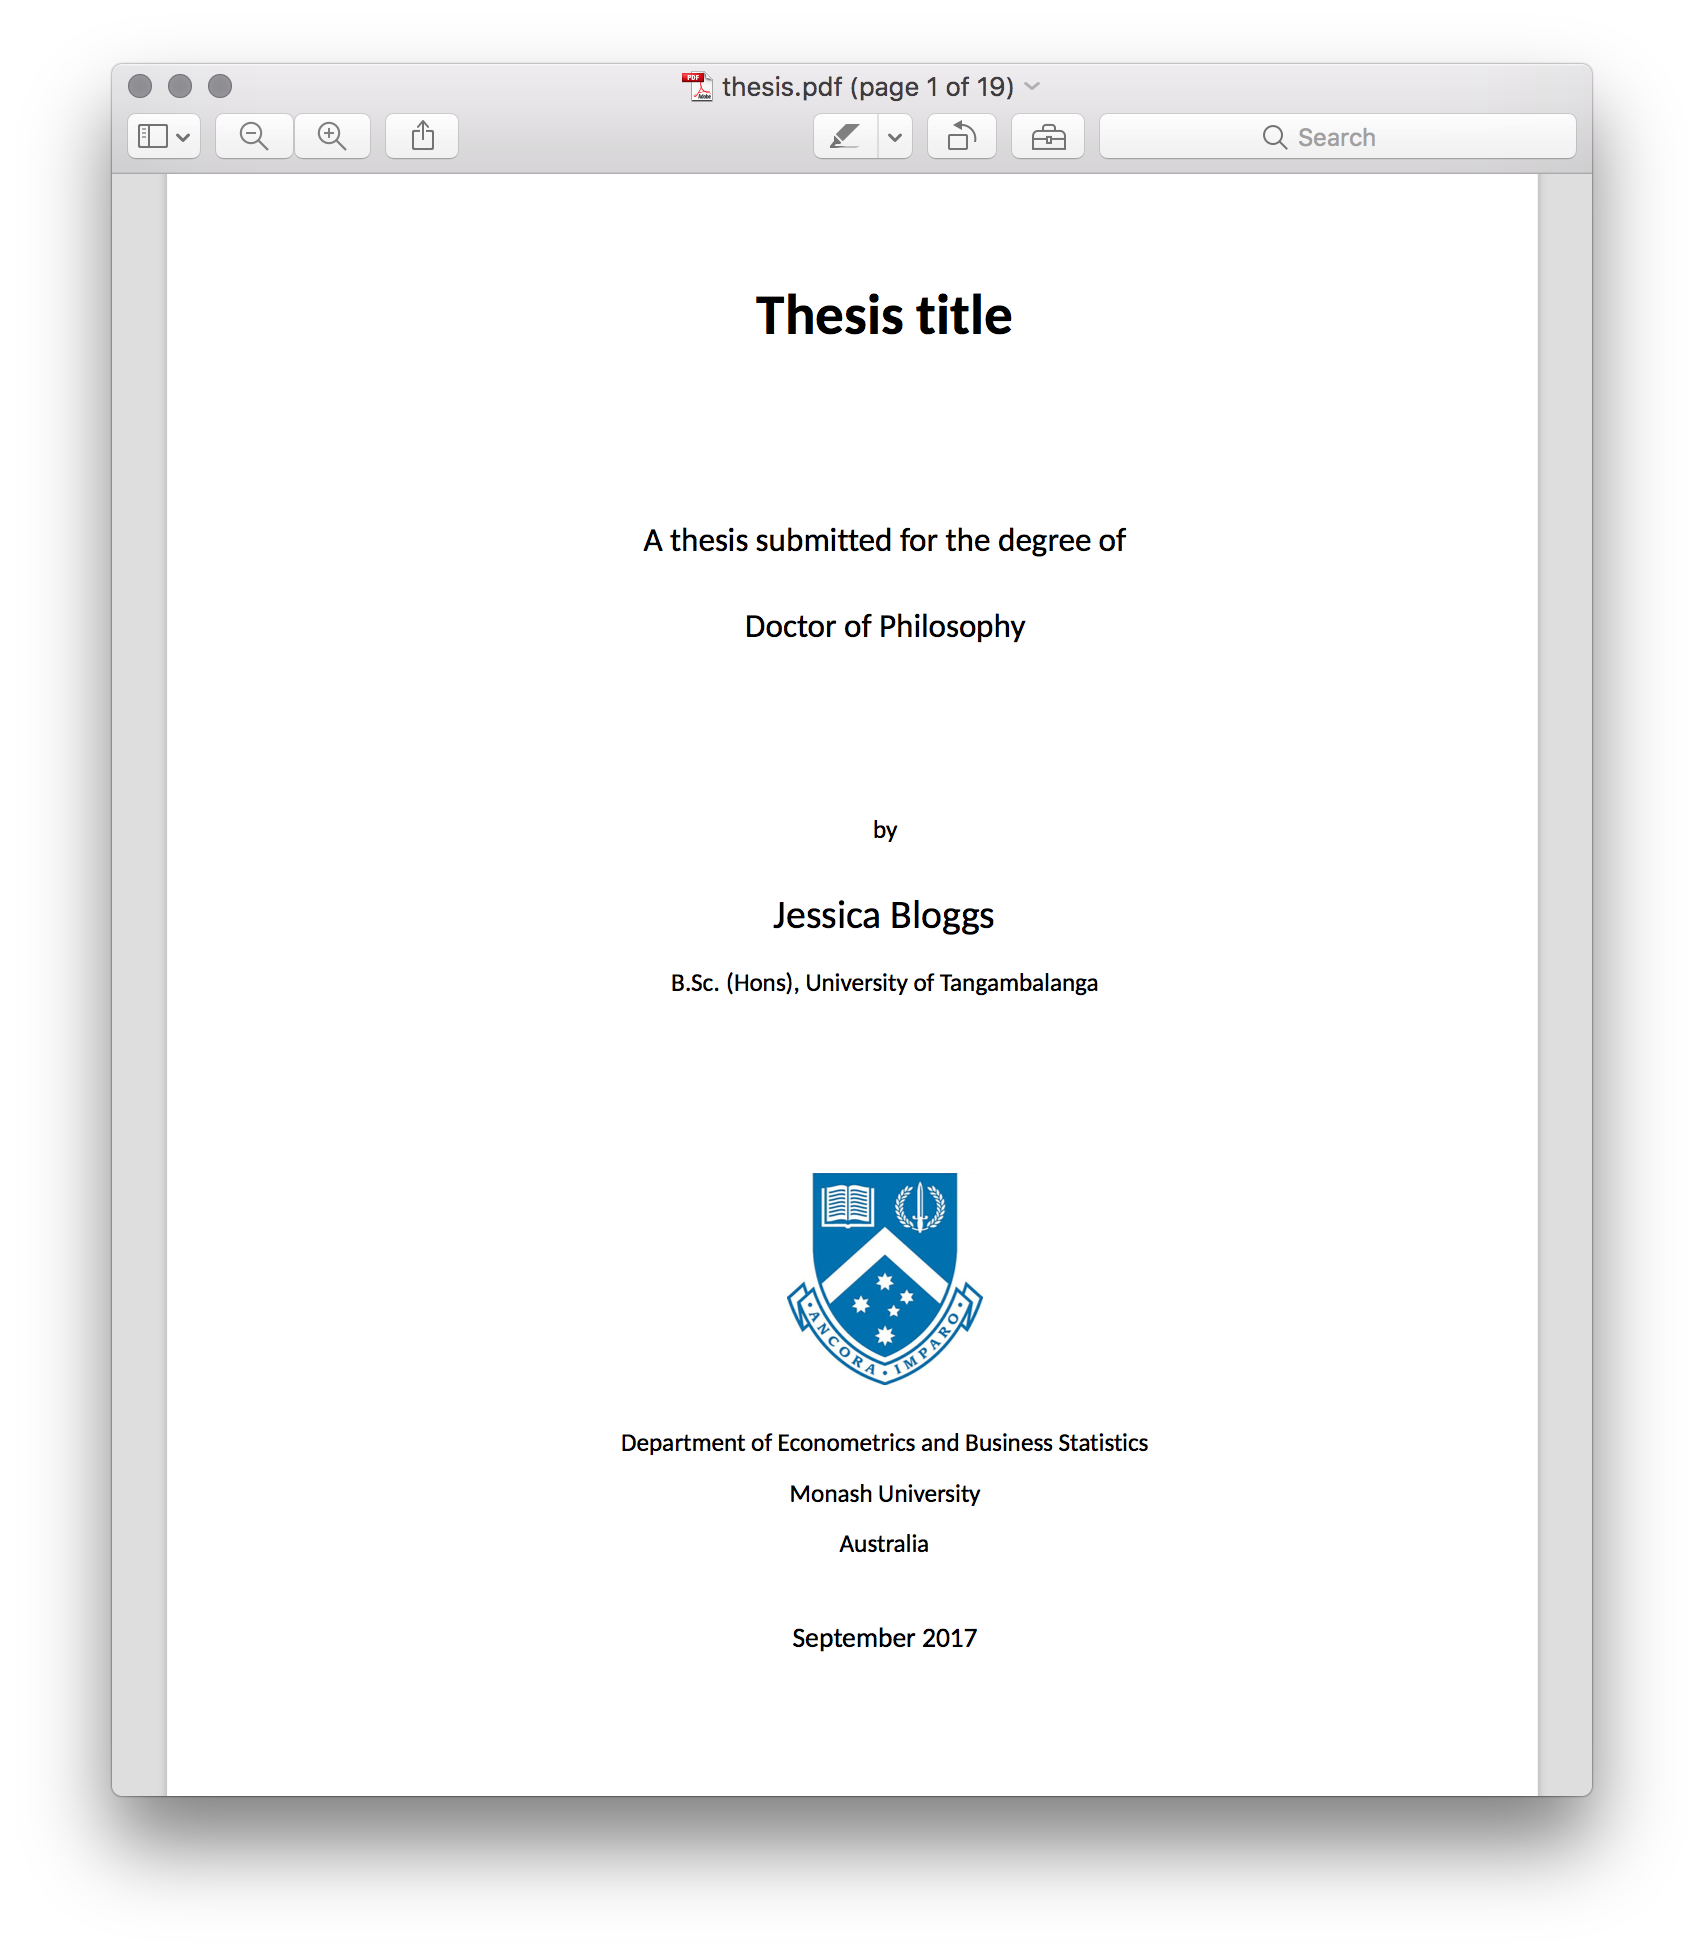 thesis.pdf (page 1 of 19)
Search
Thesis title
A thesis submitted for the degree of
Doctor of Philosophy
by
Jessica Bloggs
B.Sc. (Hons), University of Tangambalanga
ANCORA IMPARO
Department of Econometrics and Business Statistics
Monash University
Australia
September 2017